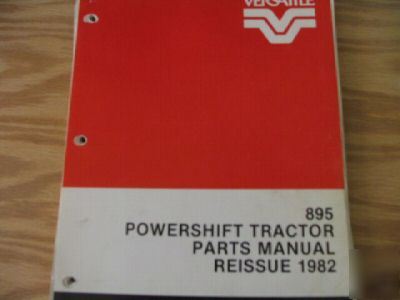 VERSATILE
895
POWERSHIFT TRACTOR
PARTS MANUAL
REISSUE 1982